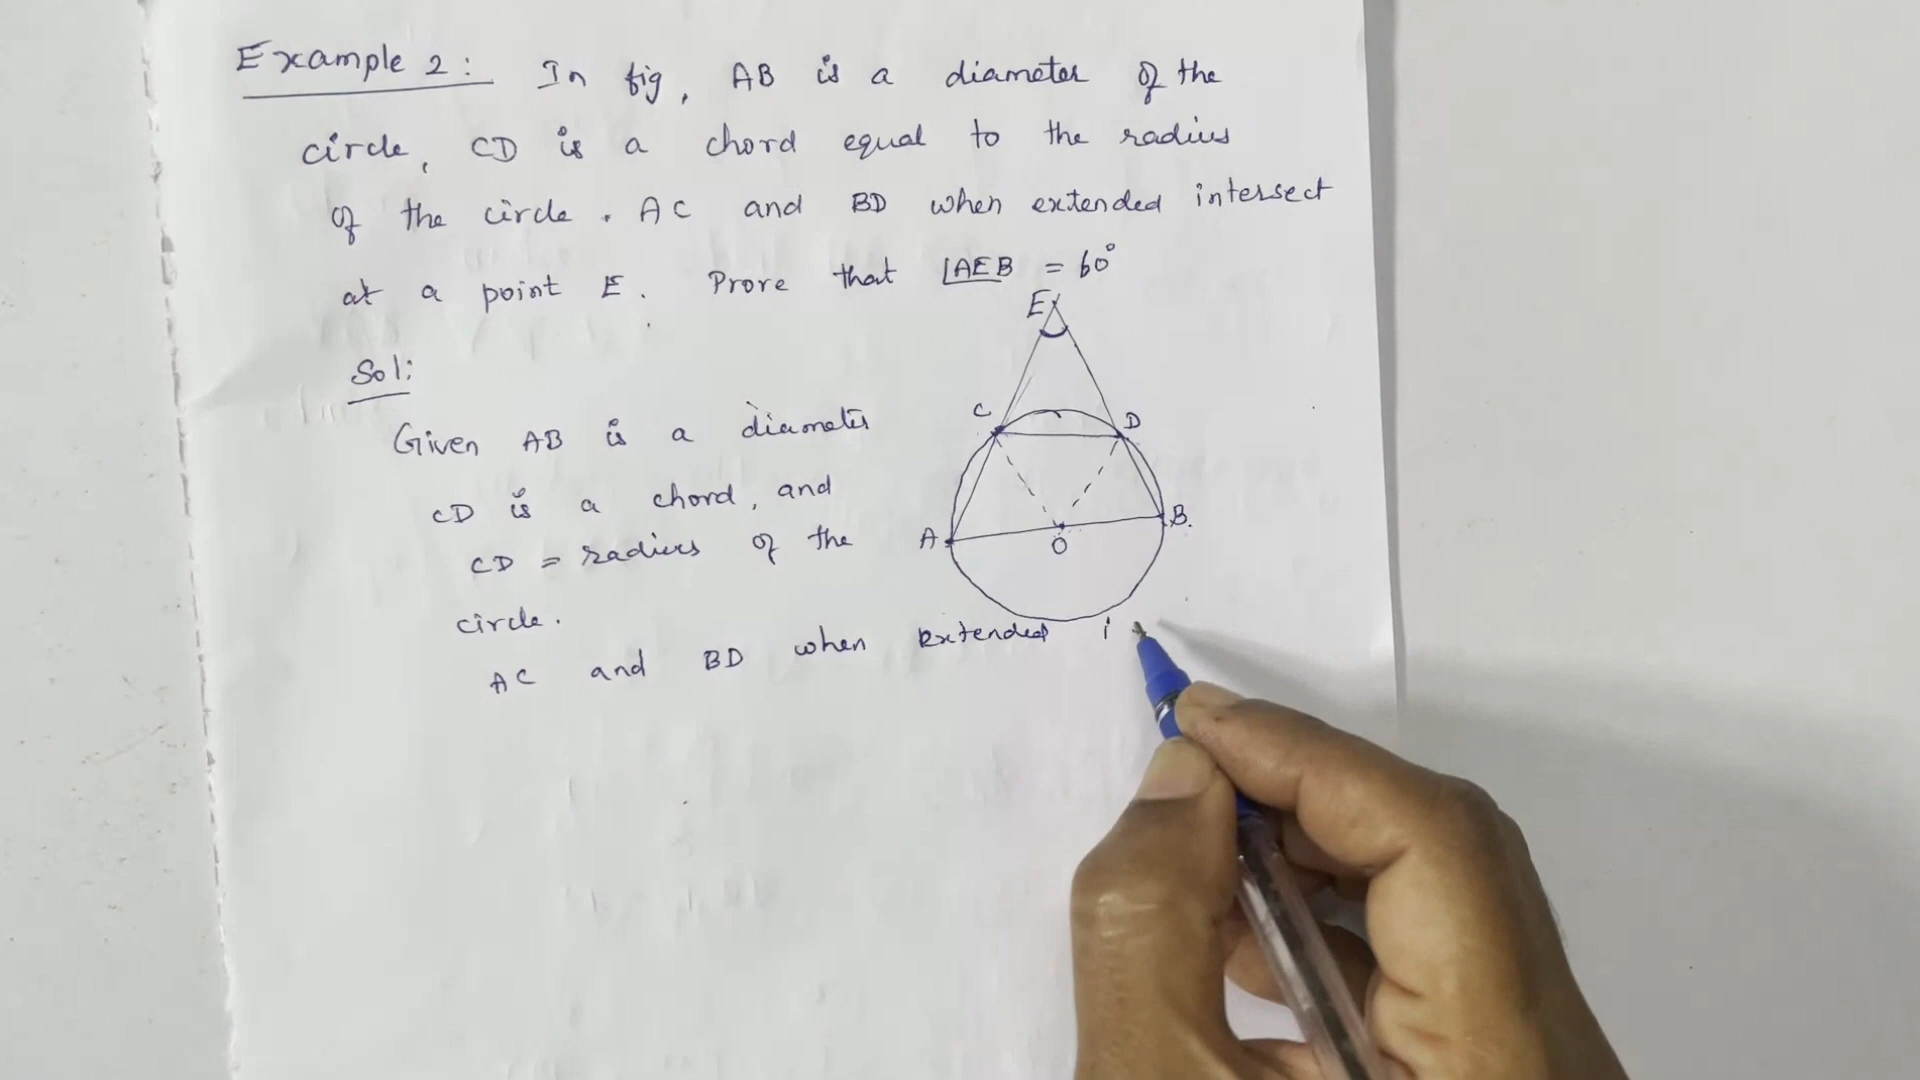 Example 2: In fig, AB is a diameter of the
circle, CD is a chord equal to the radius
of the circle. AC and BD when extended intersect
at a point E. Prove that ∠AEB = 60°
E
Sol:
C
D
Given AB is a diameter
CD is a chord, and
B.
A
O
CD = radius of the
circle.
AC and BD when extended i